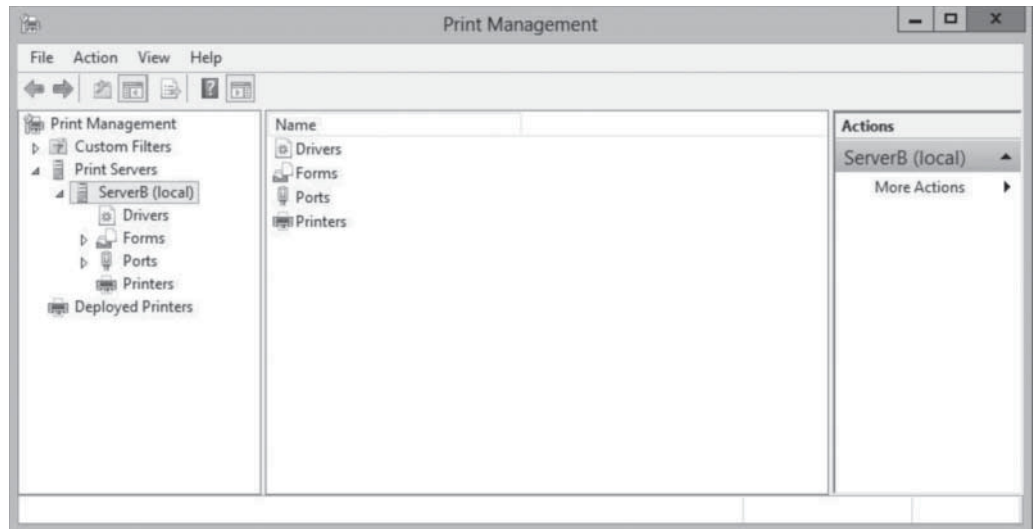 Print Management
File Action View Help
Print Management
Custom Filters
Print Servers
ServerB (local)
Drivers
Forms
Ports
Printers
Deployed Printers
Name
Drivers
Forms
Ports
Printers
Actions
ServerB (local)
More Actions